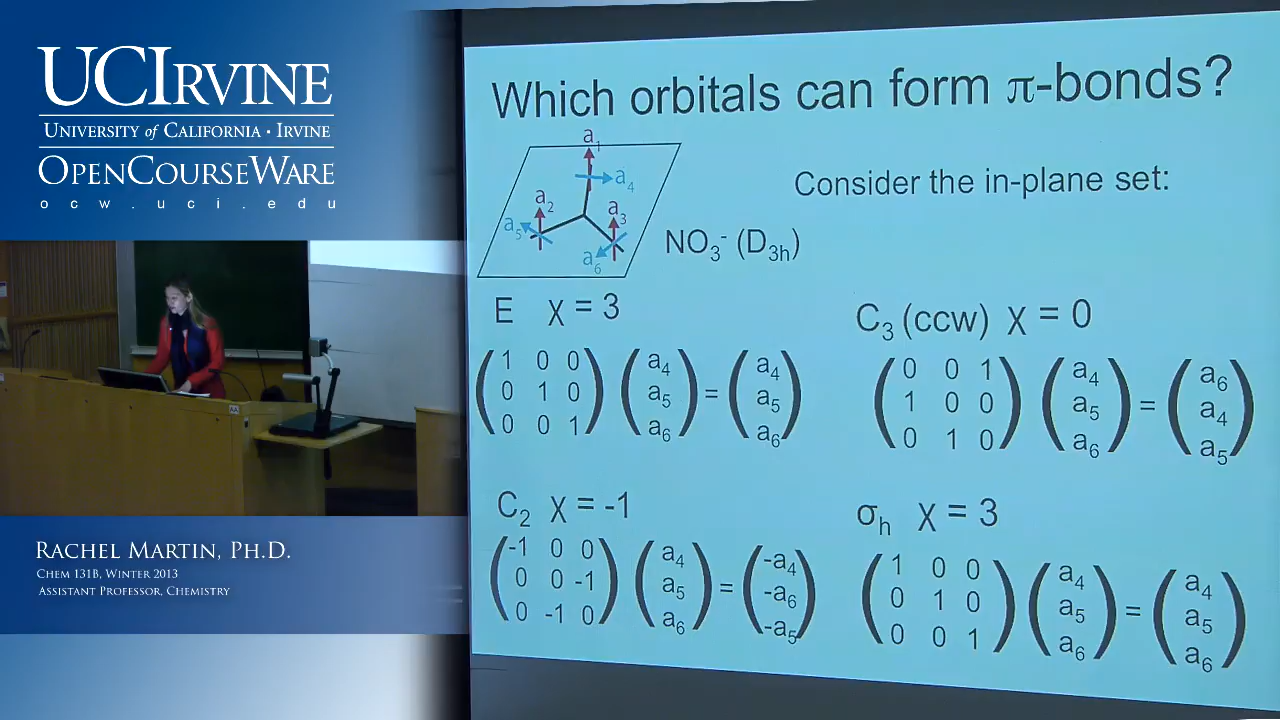 UCIRVINE
UNIVERSITY of CALIFORNIA · IRVINE
OPENCOURSEWARE
ocw.uci.edu
RACHEL MARTIN, PH.D.
CHEM 131B, WINTER 2013
ASSISTANT PROFESSOR, CHEMISTRY
Which orbitals can form π-bonds?
a₁
a₄
a₂
a₃
a₅
a₆
Consider the in-plane set:
NO₃⁻ (D₃ₕ)
E χ = 3
(1 0 0) (a₄) = (a₄)
(0 1 0) (a₅) = (a₅)
(0 0 1) (a₆) = (a₆)
C₃ (ccw) χ = 0
(0 0 1) (a₄) = (a₆)
(1 0 0) (a₅) = (a₄)
(0 1 0) (a₆) = (a₅)
C₂ χ = -1
(-1 0 0) (a₄) = (-a₄)
(0 0 -1) (a₅) = (-a₆)
(0 -1 0) (a₆) = (-a₅)
σₕ χ = 3
(1 0 0) (a₄) = (a₄)
(0 1 0) (a₅) = (a₅)
(0 0 1) (a₆) = (a₆)